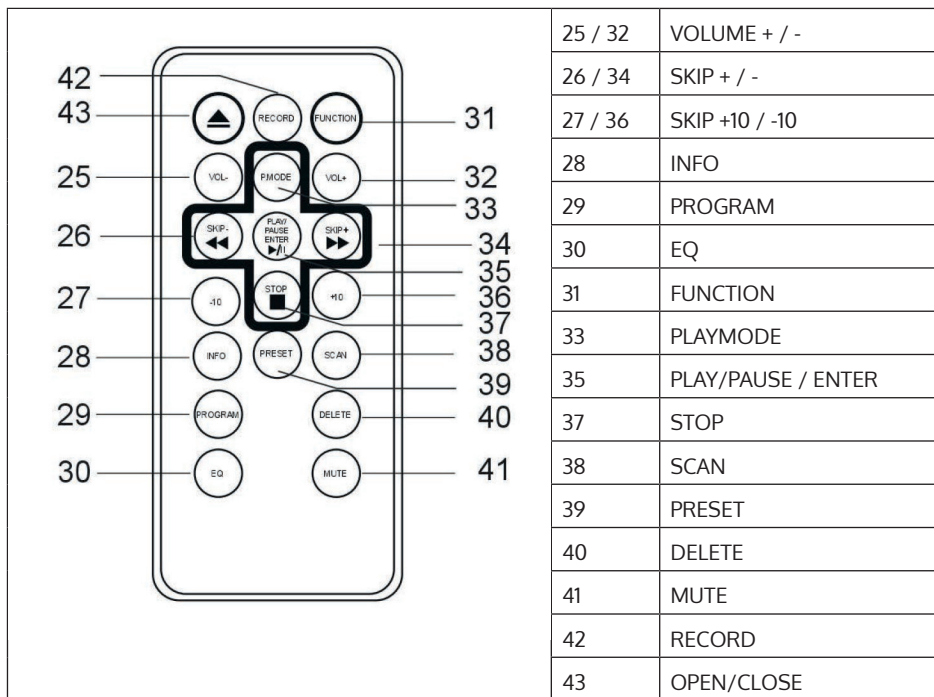 42
43
RECORD
FUNCTION
31
25
VOL-
P.MODE
VOL+
32
33
26
SKIP-
PLAY/
PAUSE
ENTER
▶/II
SKIP+
34
35
27
-10
STOP
+10
36
37
28
INFO
PRESET
SCAN
38
39
29
PROGRAM
DELETE
40
30
EQ
MUTE
41
25 / 32 VOLUME + / -
26 / 34 SKIP + / -
27 / 36 SKIP +10 / -10
28 INFO
29 PROGRAM
30 EQ
31 FUNCTION
33 PLAYMODE
35 PLAY/PAUSE / ENTER
37 STOP
38 SCAN
39 PRESET
40 DELETE
41 MUTE
42 RECORD
43 OPEN/CLOSE